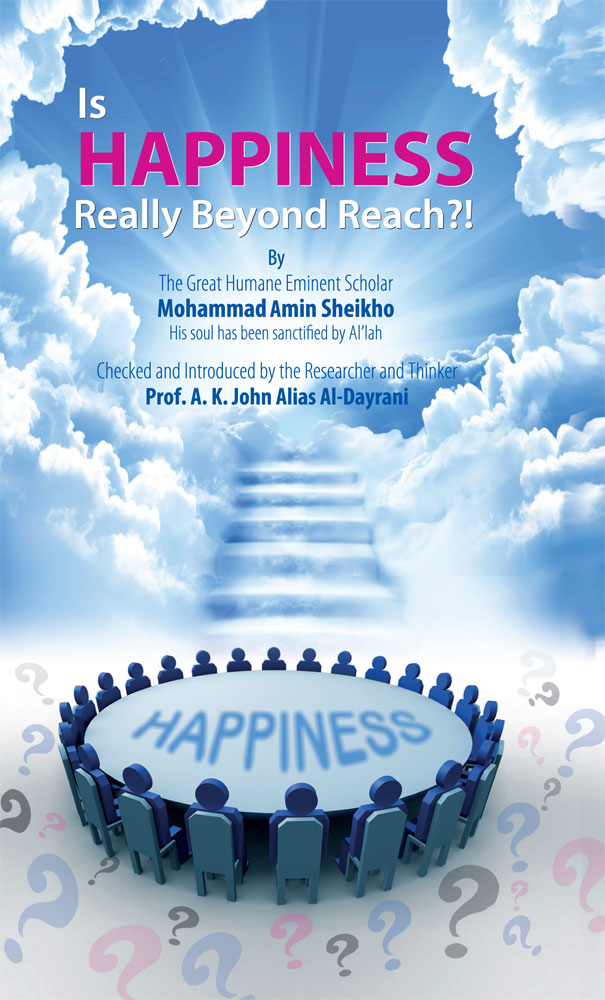 Is
HAPPINESS
Really Beyond Reach?!
By
The Great Humane Eminent Scholar
Mohammad Amin Sheikho
His soul has been sanctified by Al'lah
Checked and Introduced by the Researcher and Thinker
Prof. A. K. John Alias Al-Dayrani
HAPPINESS